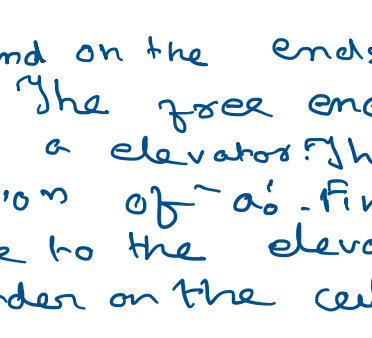 nd on the ends
The free end
a elevator. Th
ion of a. Fin
e to the eleva
nder on the cei